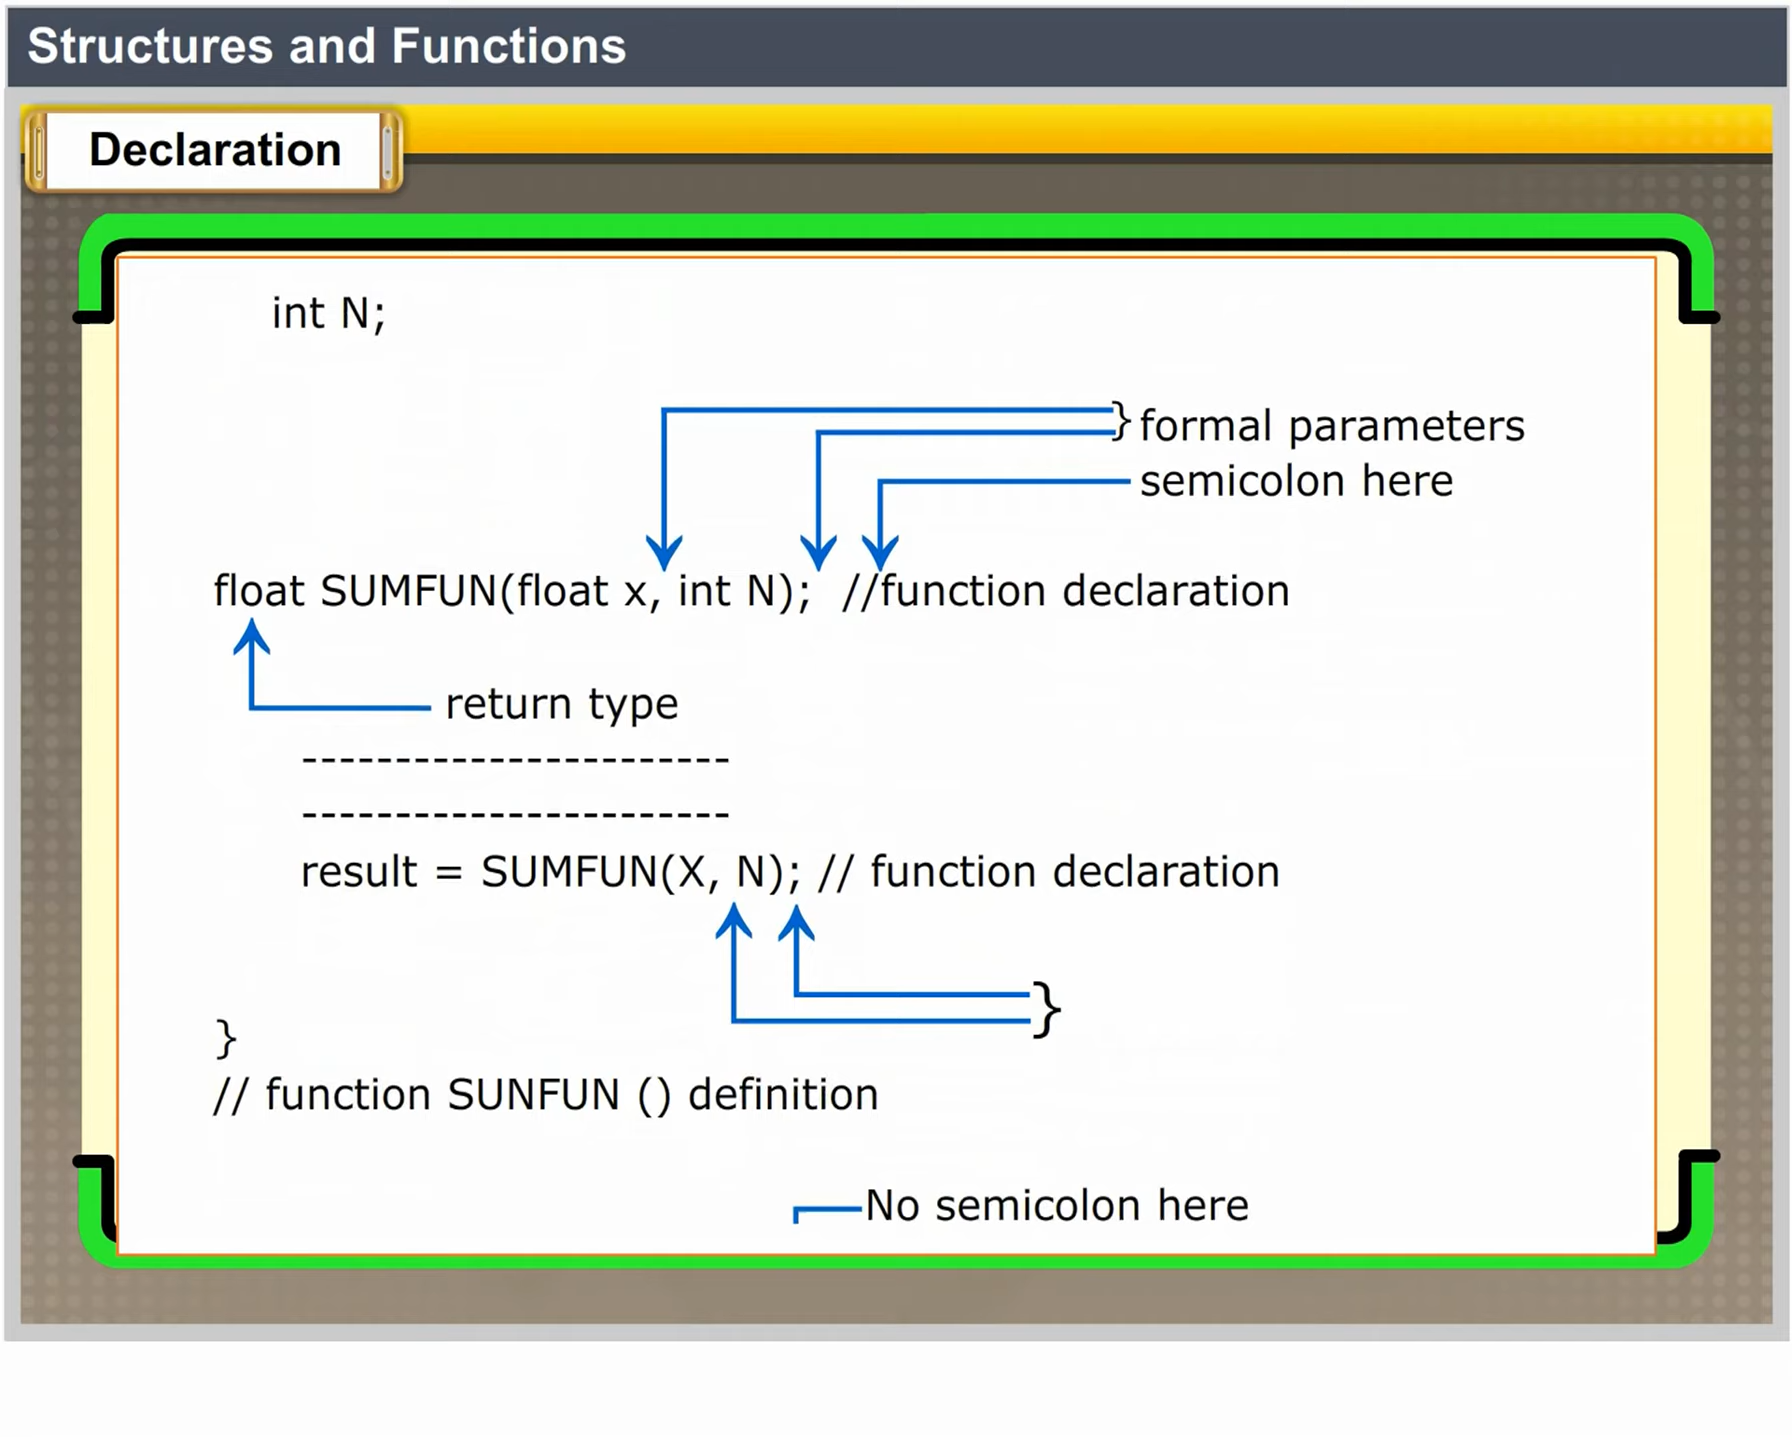 Structures and Functions
Declaration
int N;
} formal parameters
semicolon here
float SUMFUN(float x, int N); //function declaration
return type
-----------------------
-----------------------
result = SUMFUN(X, N); // function declaration
}
}
// function SUNFUN () definition
No semicolon here